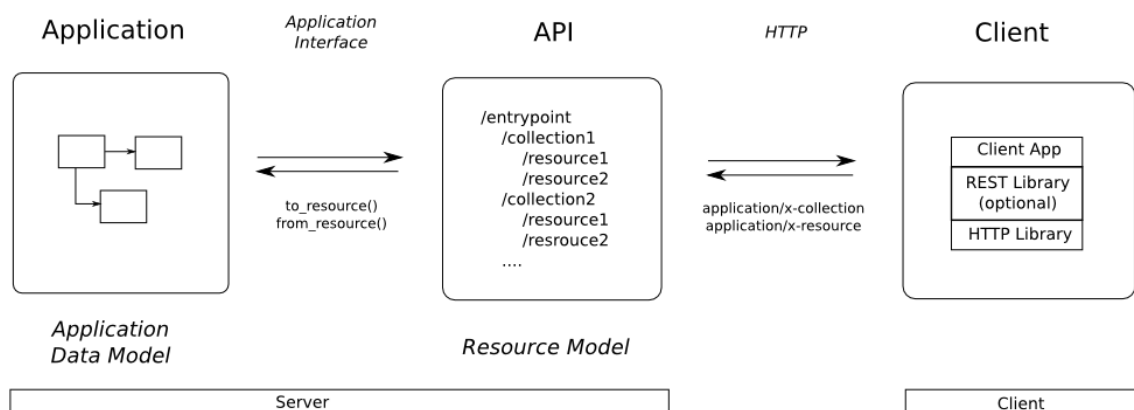 Application
Application
Interface
API
HTTP
Client
/entrypoint
/collection1
/resource1
/resource2
/collection2
/resource1
/resrouce2
....
to_resource()
from_resource()
application/x-collection
application/x-resource
Client App
REST Library
(optional)
HTTP Library
Application
Data Model
Resource Model
Server
Client